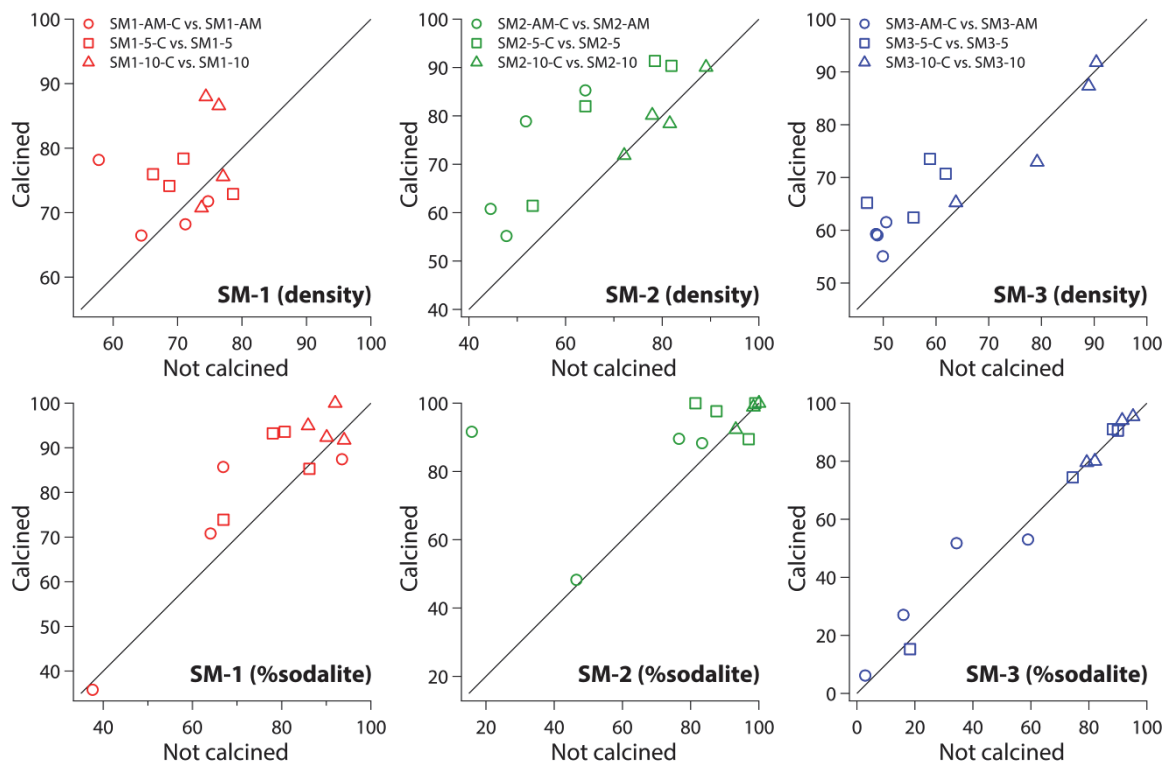 SM1-AM-C vs. SM1-AM
SM1-5-C vs. SM1-5
SM1-10-C vs. SM1-10
100
90
80
70
60
Calcined
SM-1 (density)
60 70 80 90 100
Not calcined
SM2-AM-C vs. SM2-AM
SM2-5-C vs. SM2-5
SM2-10-C vs. SM2-10
100
90
80
70
60
50
40
Calcined
SM-2 (density)
40 60 80 100
Not calcined
SM3-AM-C vs. SM3-AM
SM3-5-C vs. SM3-5
SM3-10-C vs. SM3-10
100
90
80
70
60
50
Calcined
SM-3 (density)
50 60 70 80 90 100
Not calcined
100
90
80
70
60
50
40
Calcined
SM-1 (%sodalite)
40 60 80 100
Not calcined
100
80
60
40
20
Calcined
SM-2 (%sodalite)
20 40 60 80 100
Not calcined
100
80
60
40
20
0
Calcined
SM-3 (%sodalite)
0 20 40 60 80 100
Not calcined